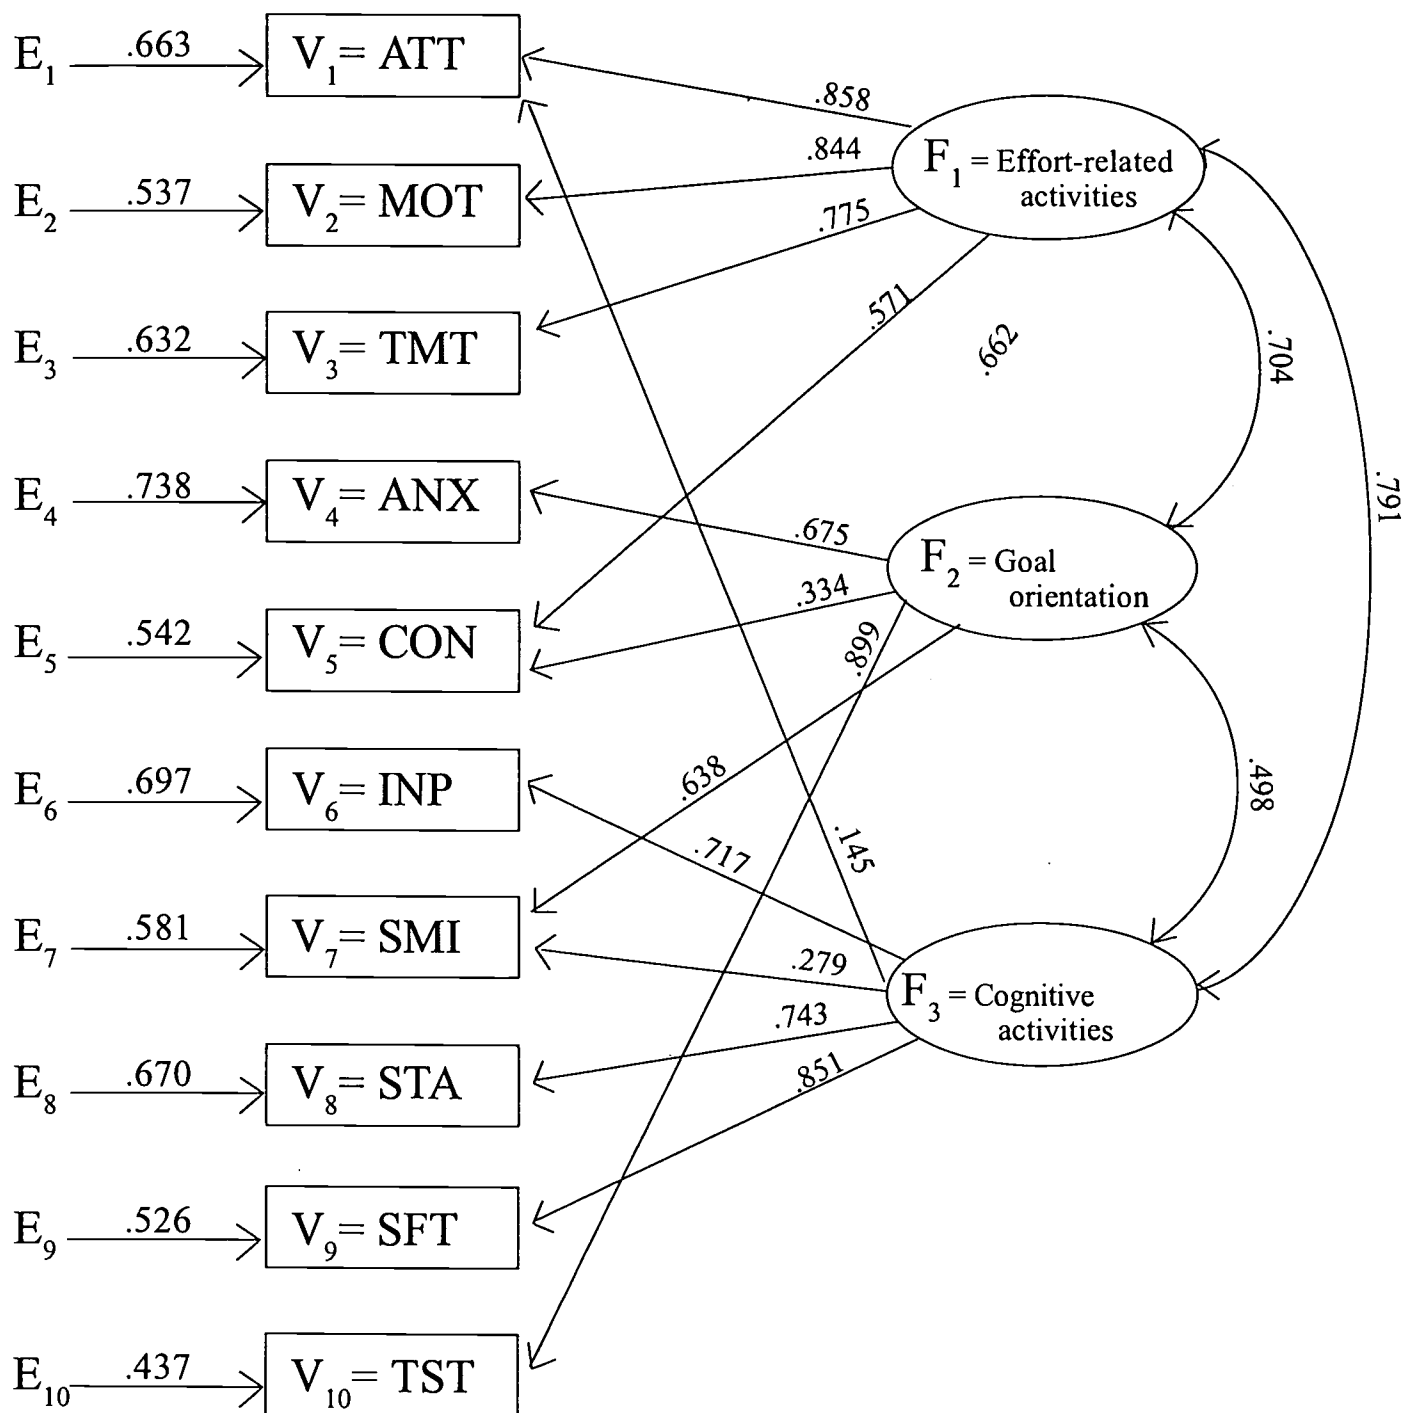 E1 .663 V1= ATT
.858
F1 = Effort-related
activities
.844
E2 .537 V2= MOT
.775
.571
.662
.704
E3 .632 V3= TMT
E4 .738 V4= ANX
.791
.675
F2 = Goal
orientation
.334
E5 .542 V5= CON
.899
.638
.498
E6 .697 V6= INP
.717
.145
E7 .581 V7= SMI
.279
F3 = Cognitive
activities
.743
E8 .670 V8= STA
.851
E9 .526 V9= SFT
E10 .437 V10= TST